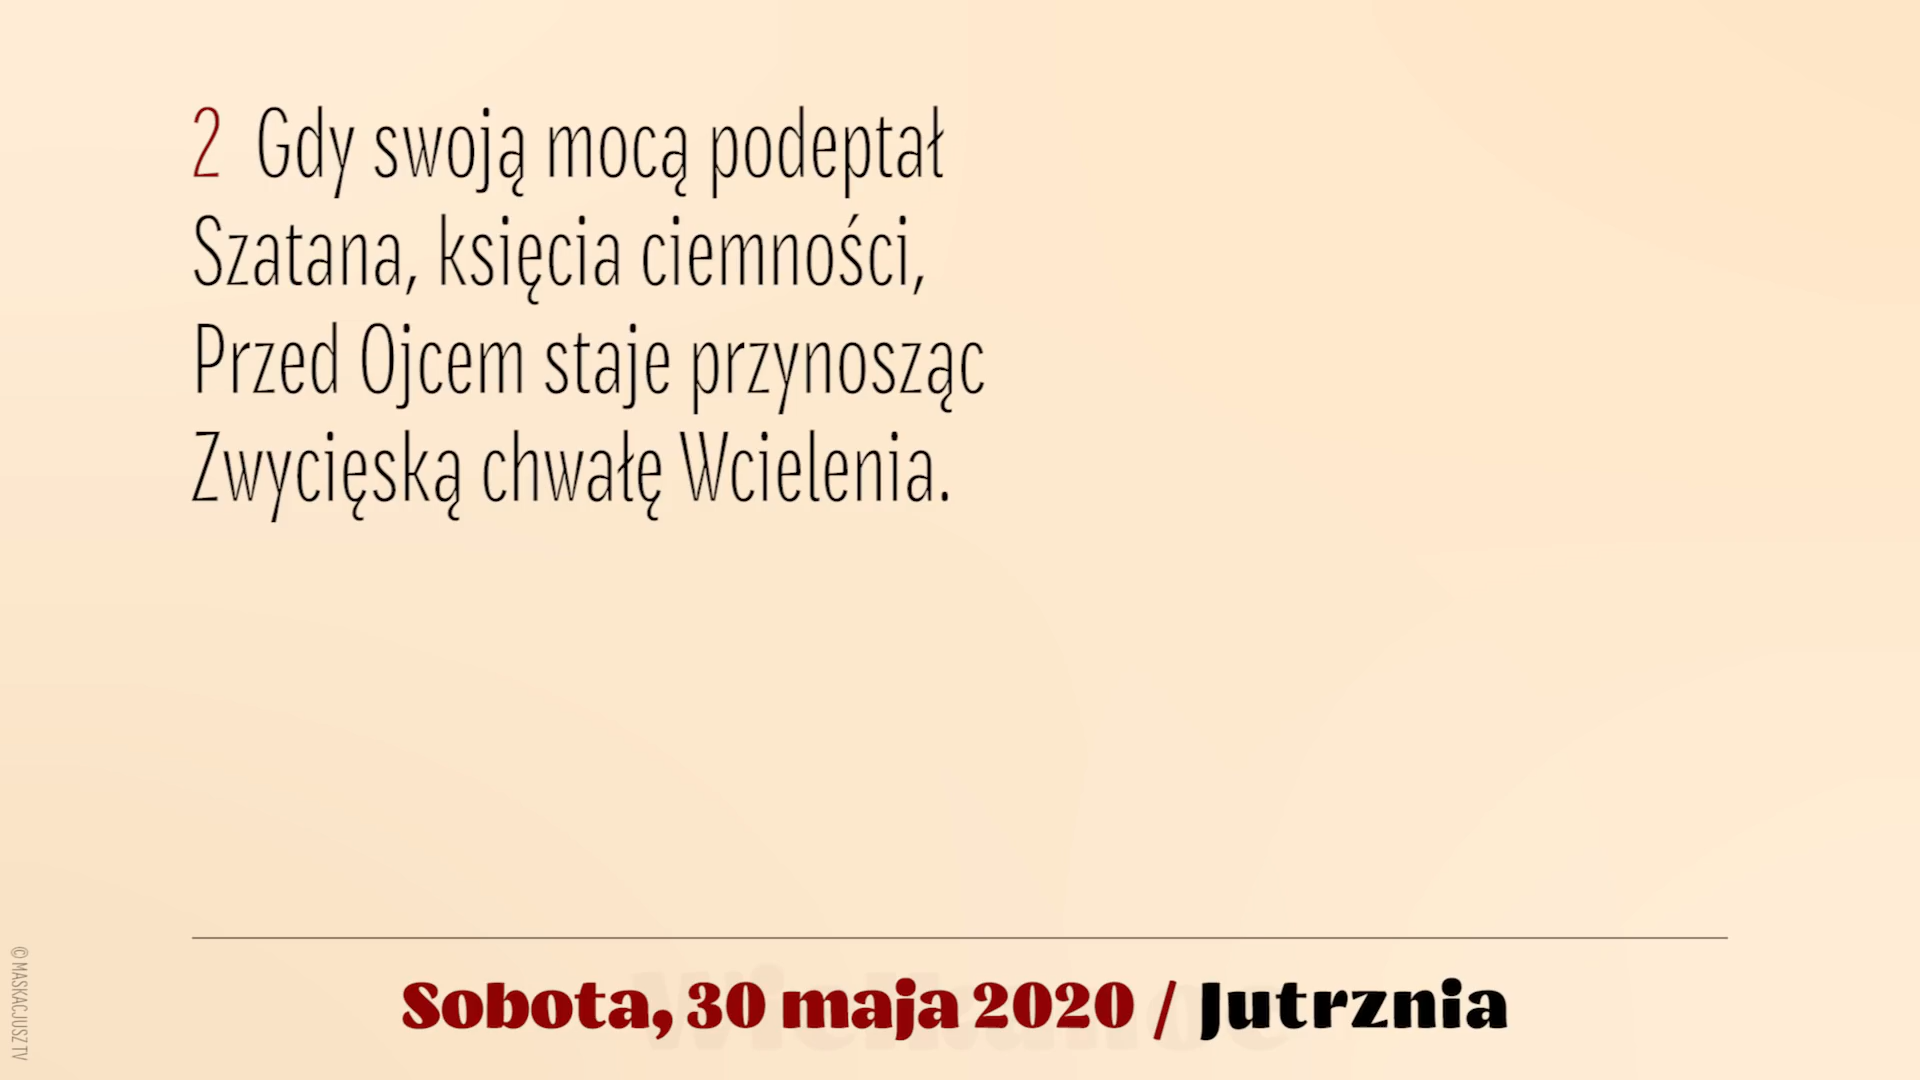 2 Gdy swoją mocą podeptał
Szatana, księcia ciemności,
Przed Ojcem staje przynosząc
Zwycięską chwałę Wcielenia.
Sobota, 30 maja 2020 / Jutrznia
© MASKACJUSZ TV